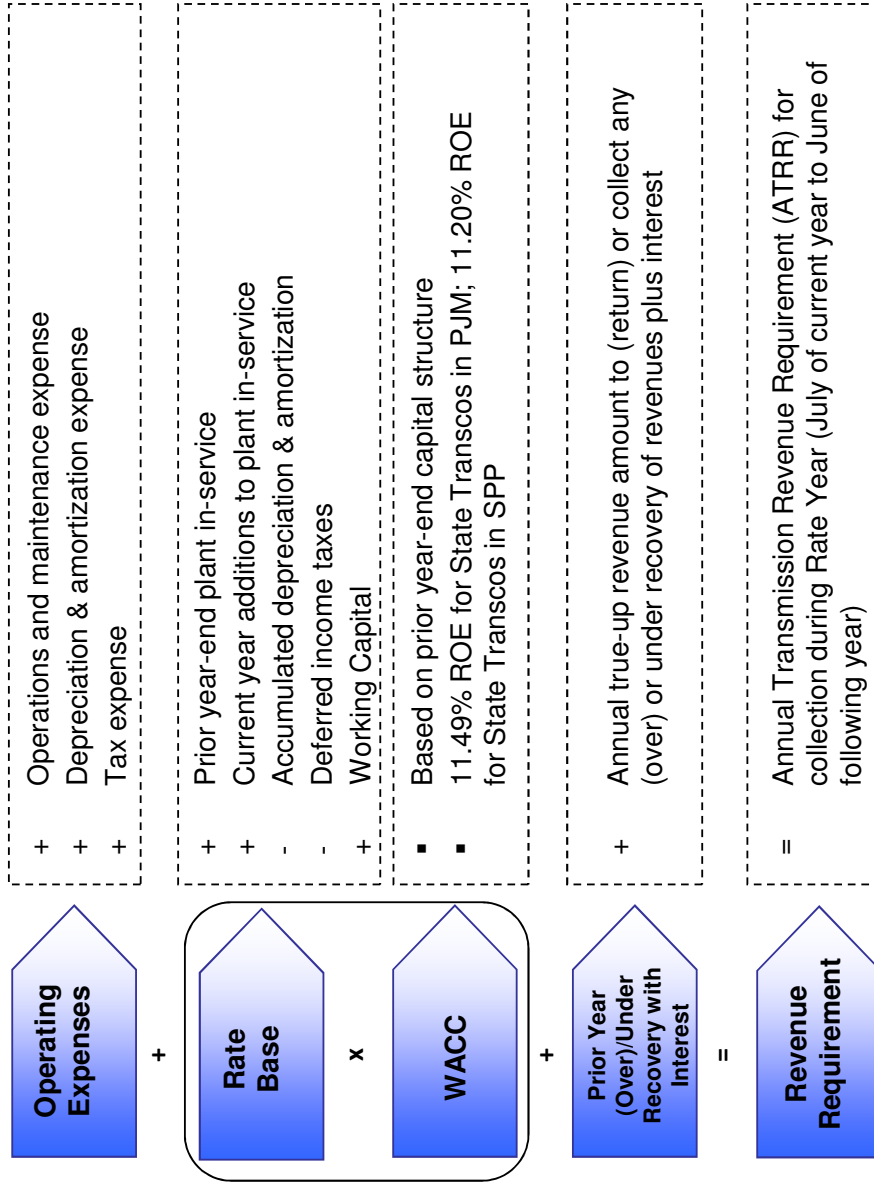 Operating
Expenses
+ Operations and maintenance expense
+ Depreciation & amortization expense
+ Tax expense
+
Rate
Base
+ Prior year-end plant in-service
+ Current year additions to plant in-service
- Accumulated depreciation & amortization
- Deferred income taxes
+ Working Capital
x
WACC
▪ Based on prior year-end capital structure
▪ 11.49% ROE for State Transcos in PJM; 11.20% ROE
for State Transcos in SPP
+
Prior Year
(Over)/Under
Recovery with
Interest
+ Annual true-up revenue amount to (return) or collect any
(over) or under recovery of revenues plus interest
=
Revenue
Requirement
= Annual Transmission Revenue Requirement (ATRR) for
collection during Rate Year (July of current year to June of
following year)